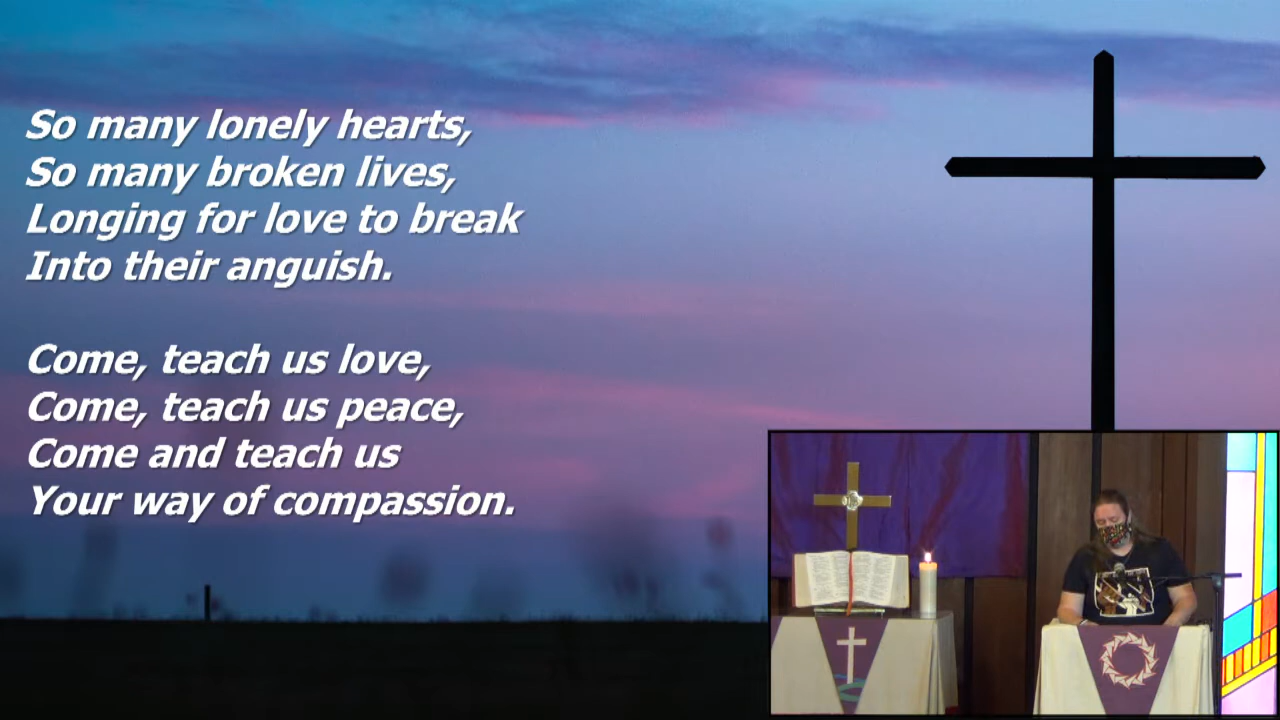 So many lonely hearts,
So many broken lives,
Longing for love to break
Into their anguish.
Come, teach us love,
Come, teach us peace,
Come and teach us
Your way of compassion.